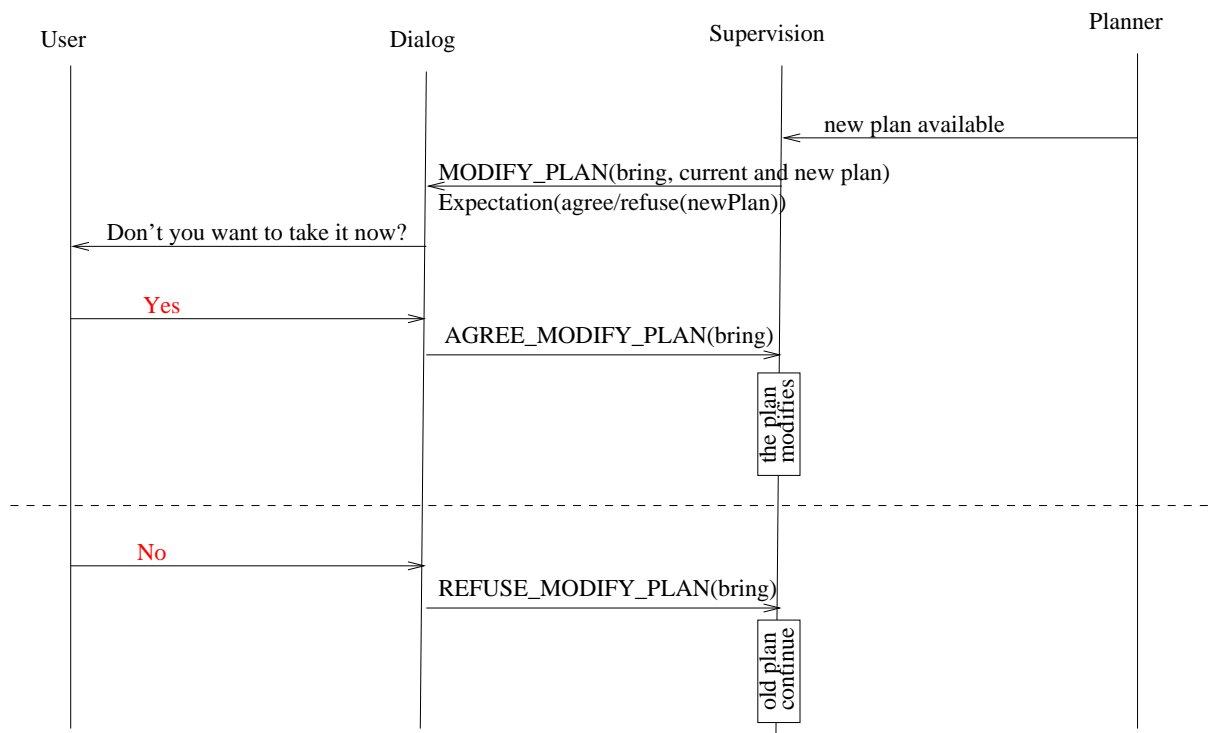 User
Dialog
Supervision
Planner
new plan available
MODIFY_PLAN(bring, current and new plan)
Expectation(agree/refuse(newPlan))
Don't you want to take it now?
Yes
AGREE_MODIFY_PLAN(bring)
the plan
modifies
No
REFUSE_MODIFY_PLAN(bring)
old plan
continue